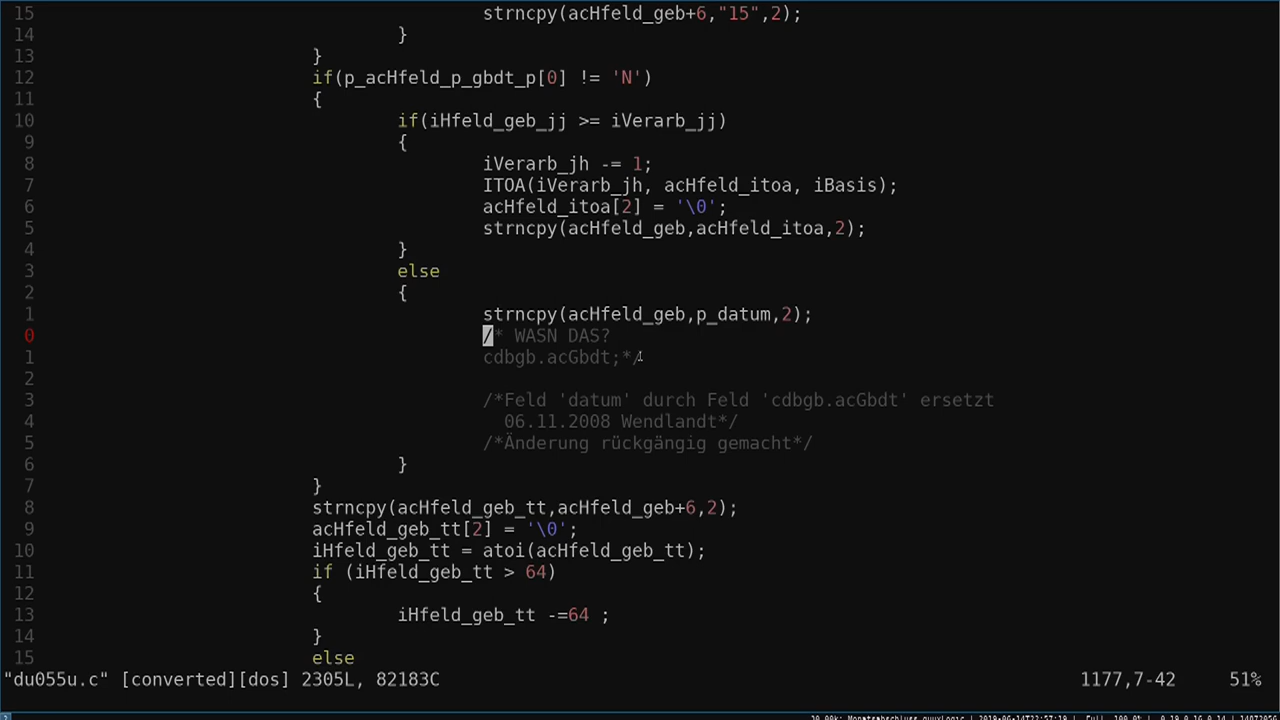 15 strncpy(acHfeld_geb+6,"15",2);
14 }
13 }
12 if(p_acHfeld_p_gbdt_p[0] != 'N')
11 {
10 if(iHfeld_geb_jj >= iVerarb_jj)
9 {
8 iVerarb_jh -= 1;
7 ITOA(iVerarb_jh, acHfeld_itoa, iBasis);
6 acHfeld_itoa[2] = '\0';
5 strncpy(acHfeld_geb,acHfeld_itoa,2);
4 }
3 else
2 {
1 strncpy(acHfeld_geb,p_datum,2);
0 /* WASN DAS?
1 cdbgb.acGbdt;*/
2
3 /*Feld 'datum' durch Feld 'cdbgb.acGbdt' ersetzt
4 06.11.2008 Wendlandt*/
5 /*Änderung rückgängig gemacht*/
6 }
7 }
8 strncpy(acHfeld_geb_tt,acHfeld_geb+6,2);
9 acHfeld_geb_tt[2] = '\0';
10 iHfeld_geb_tt = atoi(acHfeld_geb_tt);
11 if (iHfeld_geb_tt > 64)
12 {
13 iHfeld_geb_tt -=64 ;
14 }
15 else
"du055u.c" [converted][dos] 2305L, 82183C 1177,7-42 51%